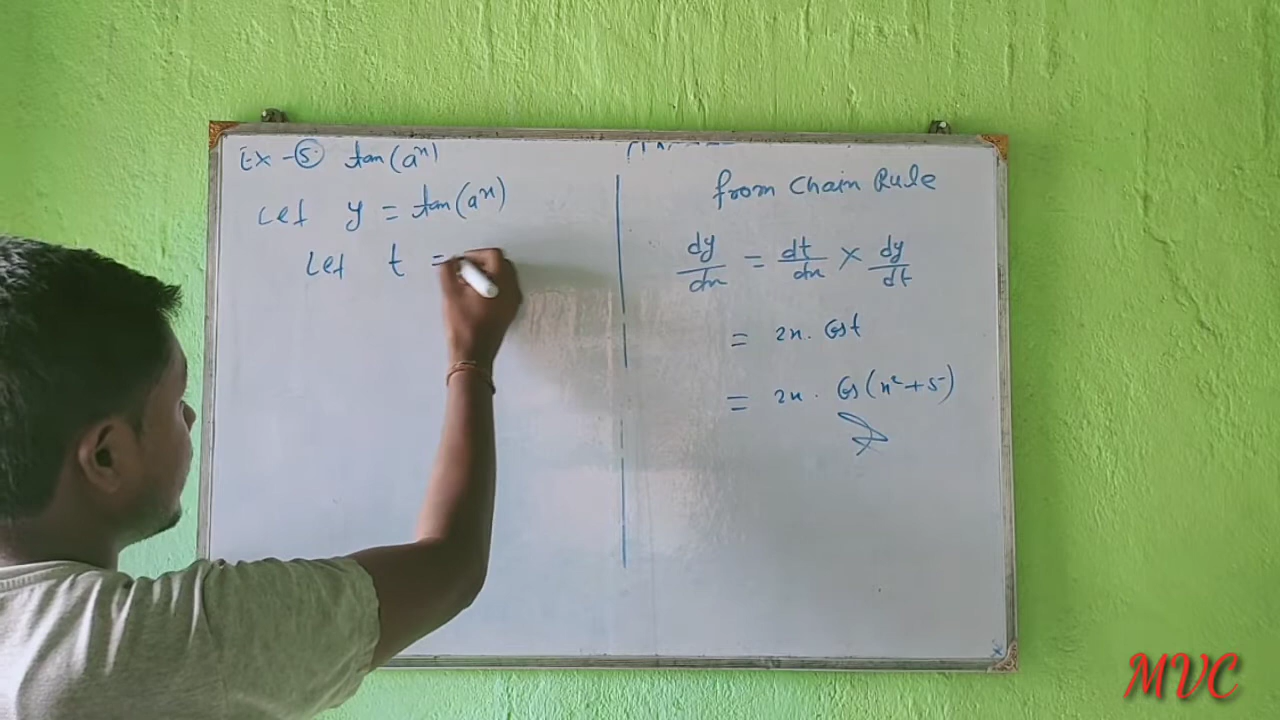 Ex - 5. tan(aˣ)
Let y = tan(aˣ)
Let t =
from Chain Rule
dy/dx = dt/dx × dy/dt
= 2x. Cos t
= 2x. Cos(x²+5)
MVC